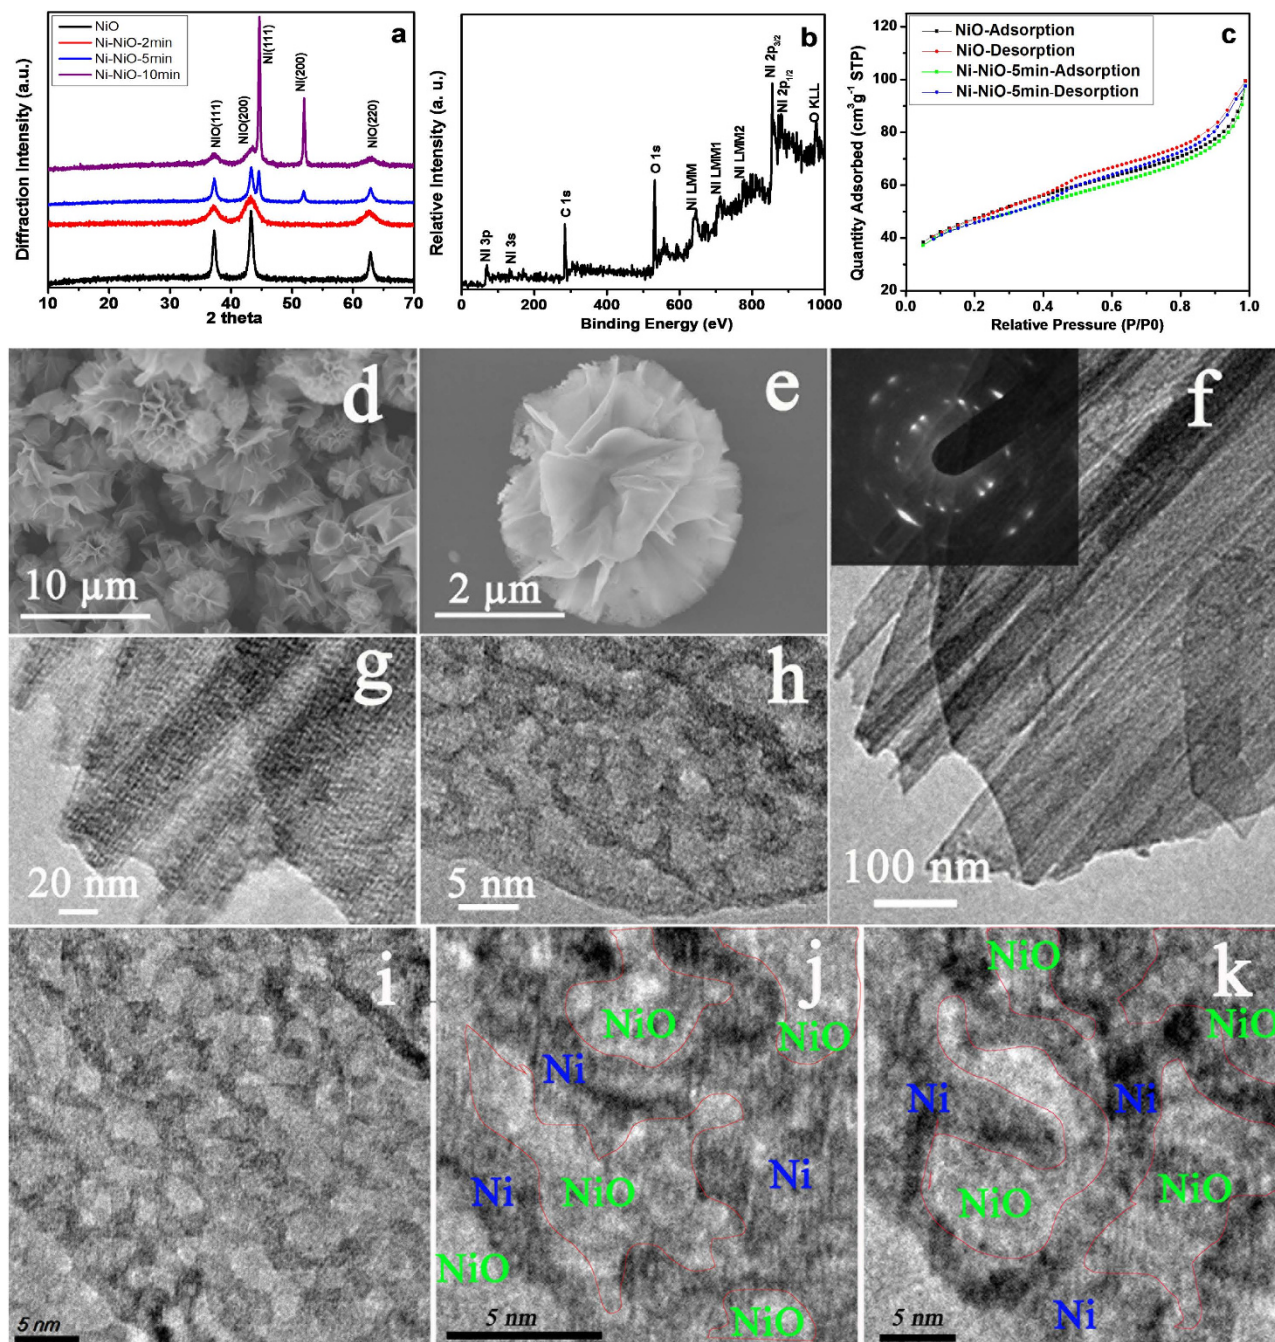 a
NiO
Ni-NiO-2min
Ni-NiO-5min
Ni-NiO-10min
NiO(111)
NiO(200)
Ni(111)
Ni(200)
NiO(220)
Diffraction Intensity (a.u.)
10 20 30 40 50 60 70
2 theta
b
Ni 3p
Ni 3s
C 1s
O 1s
Ni LMM
Ni LMM1
Ni LMM2
Ni 2p3/2
Ni 2p1/2
O KLL
Relative Intensity (a. u.)
0 200 400 600 800 1000
Binding Energy (eV)
c
NiO-Adsorption
NiO-Desorption
Ni-NiO-5min-Adsorption
Ni-NiO-5min-Desorption
Quantity Adsorbed (cm³g⁻¹ STP)
120
100
80
60
40
20
0.0 0.2 0.4 0.6 0.8 1.0
Relative Pressure (P/P0)
d
10 µm
e
2 µm
f
100 nm
g
20 nm
h
5 nm
i
5 nm
j
NiO
NiO
Ni
Ni
NiO
Ni
NiO
NiO
5 nm
k
NiO
NiO
Ni
Ni
NiO
NiO
Ni
5 nm